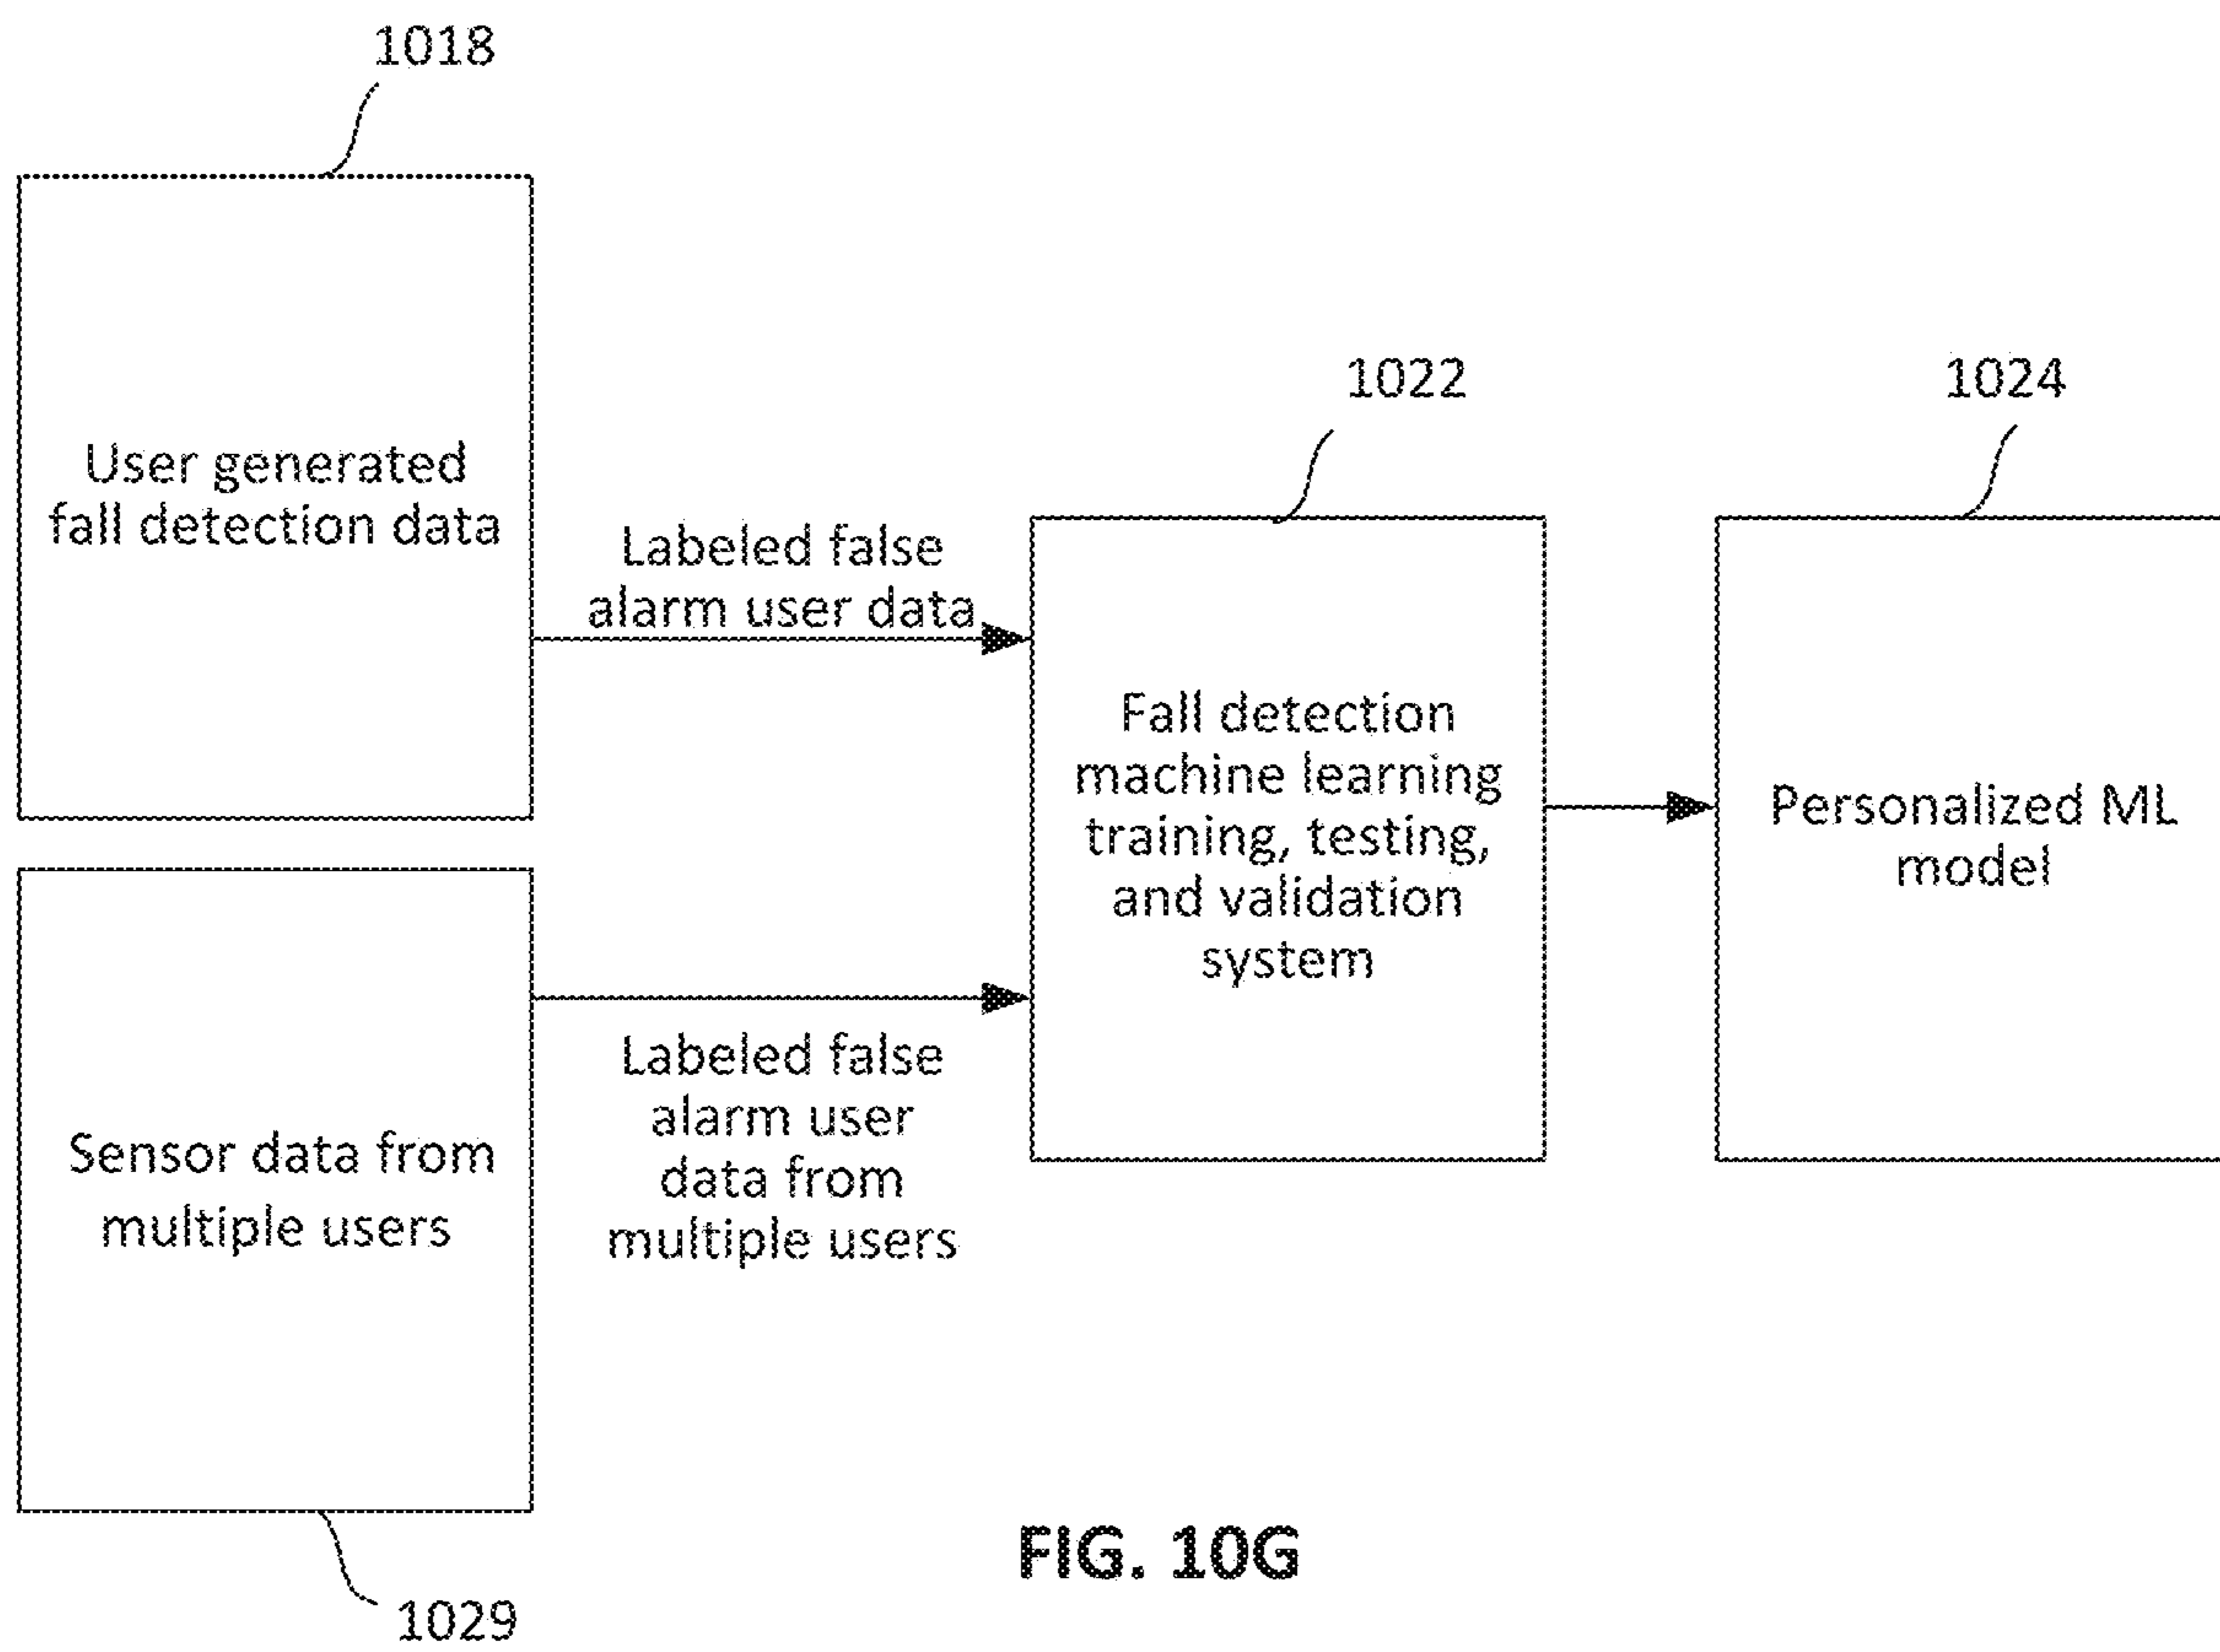 1018
User generated
fall detection data
Labeled false
alarm user data
1022
Fall detection
machine learning
training, testing,
and validation
system
1024
Personalized ML
model
Sensor data from
multiple users
Labeled false
alarm user
data from
multiple users
1029
FIG. 10G